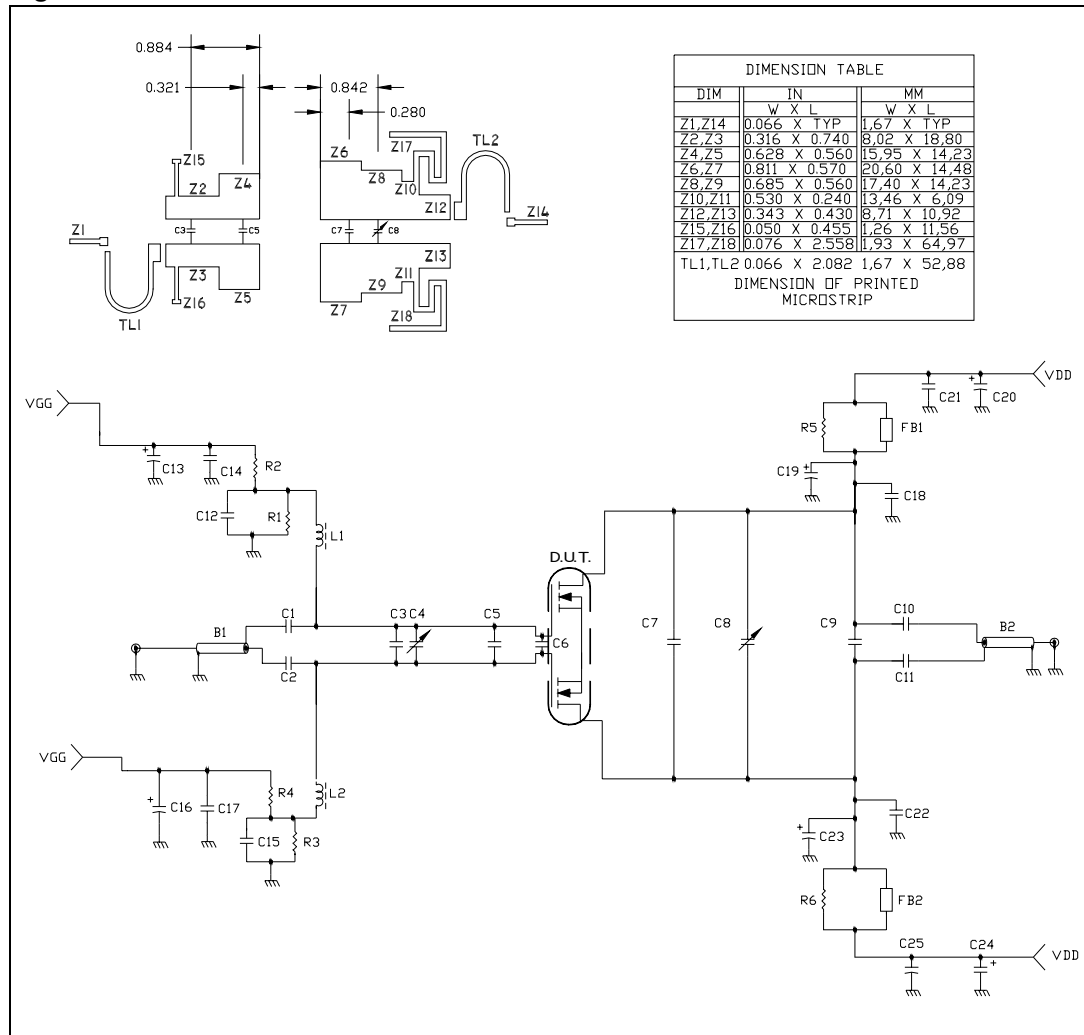 0.884
0.321
0.842
0.280
Z15
Z2
Z4
C3
C5
Z1
Z3
Z5
Z16
TL1
Z6
Z8
Z17
Z10
Z12
TL2
Z14
C7
C8
Z13
Z11
Z9
Z7
Z18
DIMENSION TABLE
DIM IN MM
W X L W X L
Z1,Z14 0.066 X TYP 1,67 X TYP
Z2,Z3 0.316 X 0.740 8,02 X 18,80
Z4,Z5 0.628 X 0.560 15,95 X 14,23
Z6,Z7 0.811 X 0.570 20,60 X 14,48
Z8,Z9 0.685 X 0.560 17,40 X 14,23
Z10,Z11 0.530 X 0.240 13,46 X 6,09
Z12,Z13 0.343 X 0.430 8,71 X 10,92
Z15,Z16 0.050 X 0.455 1,26 X 11,56
Z17,Z18 0.076 X 2.558 1,93 X 64,97
TL1,TL2 0.066 X 2.082 1,67 X 52,88
DIMENSION OF PRINTED
MICROSTRIP
VGG
+
C13
C14
R2
C12
R1
L1
B1
C1
C2
C3
C4
C5
C6
D.U.T.
C7
C8
C9
C10
C11
B2
VDD
+
C21
C20
R5
FB1
+
C19
C18
VGG
+
C16
C17
R4
C15
R3
L2
+
C23
C22
R6
FB2
C25
C24
+
VDD